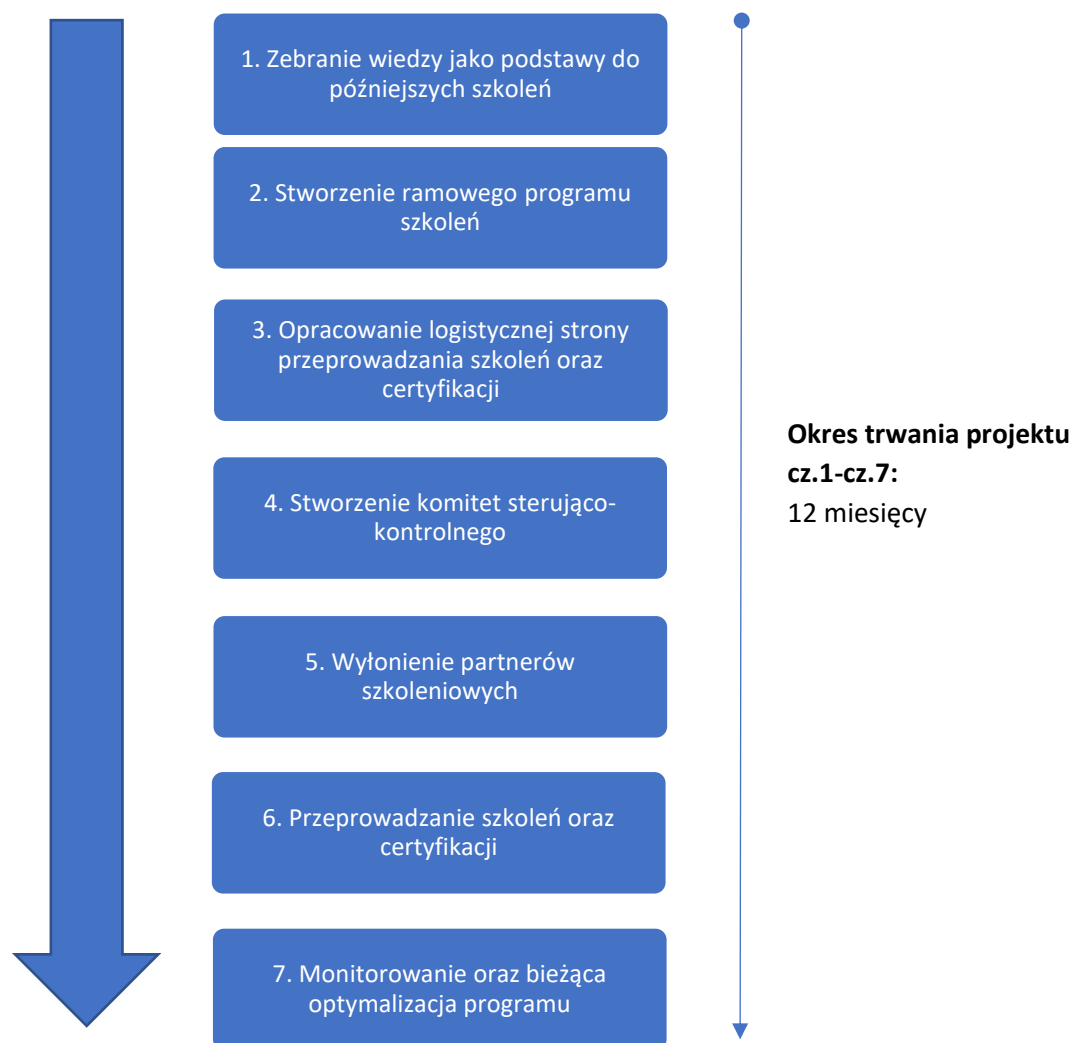 1. Zebranie wiedzy jako podstawy do
późniejszych szkoleń
2. Stworzenie ramowego programu
szkoleń
3. Opracowanie logistycznej strony
przeprowadzania szkoleń oraz
certyfikacji
4. Stworzenie komitet sterująco-
kontrolnego
5. Wyłonienie partnerów
szkoleniowych
6. Przeprowadzanie szkoleń oraz
certyfikacji
7. Monitorowanie oraz bieżąca
optymalizacja programu
Okres trwania projektu
cz.1-cz.7:
12 miesięcy